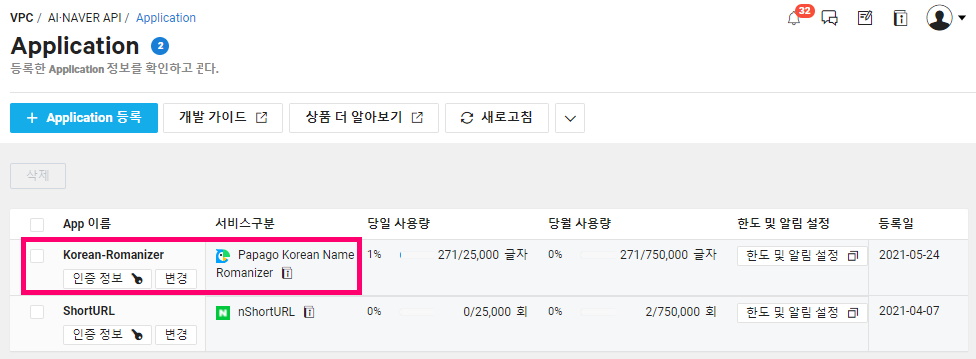 VPC / AI·NAVER API / Application
32
Application 2
등록한 Application 정보를 확인하고
+ Application 등록 개발 가이드 상품 더 알아보기 새로고침
삭제
App 이름 서비스구분 당일 사용량 당월 사용량 한도 및 알림 설정 등록일
Korean-Romanizer Papago Korean Name 1% 271/25,000 글자 0% 271/750,000 글자 한도 및 알림 설정 2021-05-24
Romanizer
인증 정보 변경
ShortURL nShortURL 0% 0/25,000 회 0% 2/750,000 회 한도 및 알림 설정 2021-04-07
인증 정보 변경